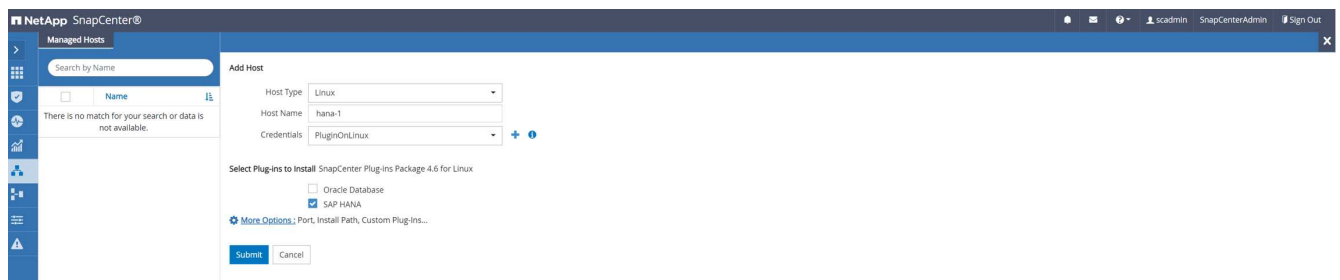 NetApp SnapCenter®
scadmin SnapCenterAdmin Sign Out
Managed Hosts
Search by Name
Name
There is no match for your search or data is
not available.
Add Host
Host Type Linux
Host Name hana-1
Credentials PluginOnLinux
Select Plug-ins to Install SnapCenter Plug-ins Package 4.6 for Linux
Oracle Database
SAP HANA
More Options : Port, Install Path, Custom Plug-Ins...
Submit Cancel